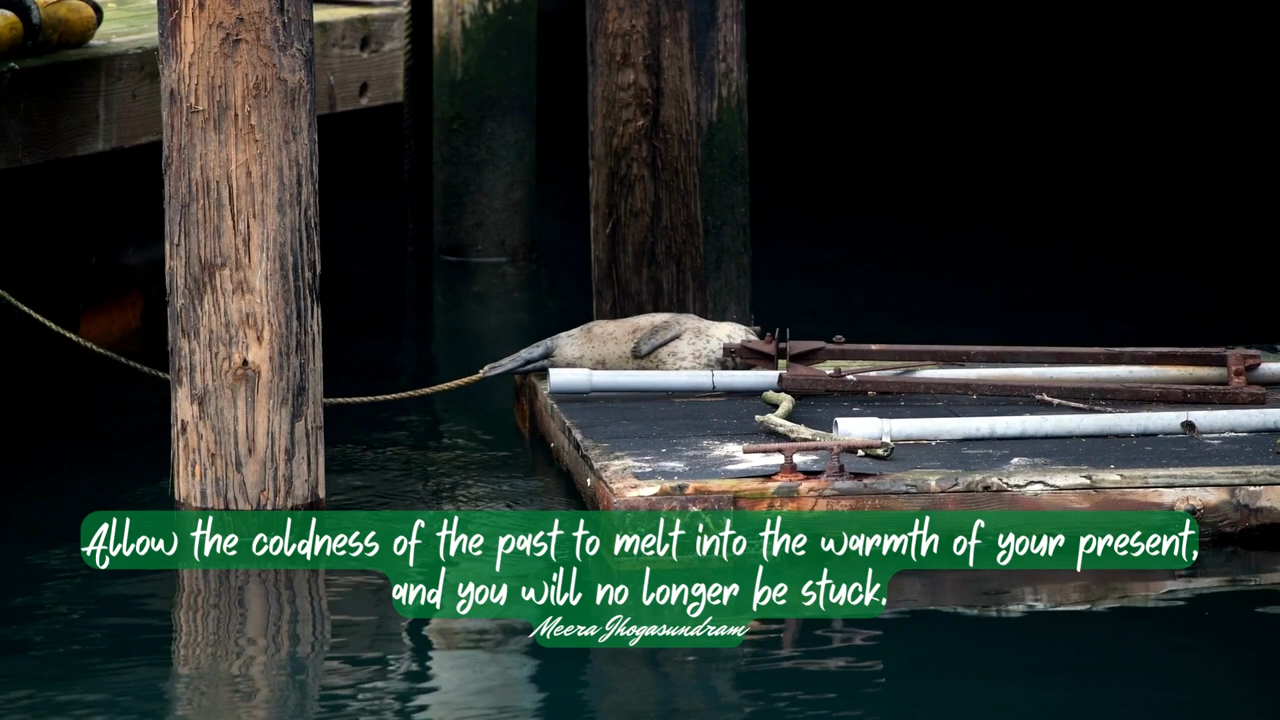 Allow the coldness of the past to melt into the warmth of your present,
and you will no longer be stuck.
Meera Jhogasundram